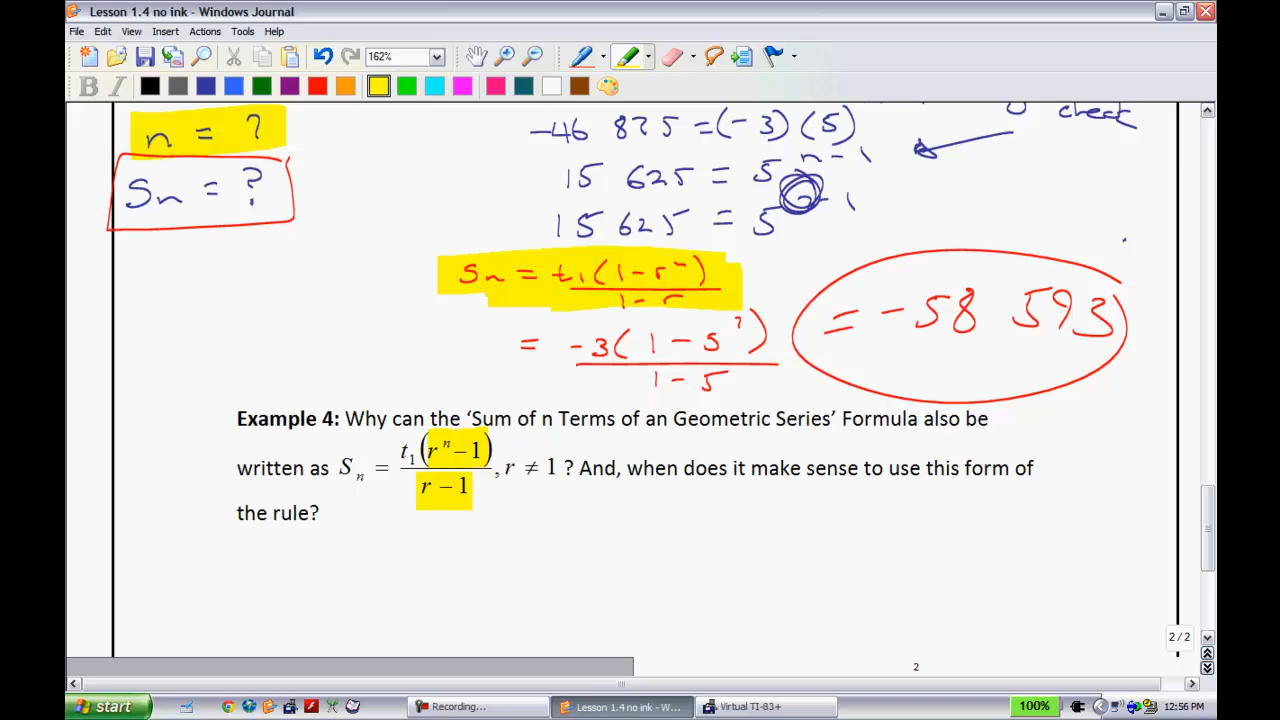 Lesson 1.4 no ink - Windows Journal
File Edit View Insert Actions Tools Help
162%
B I
n = ?
-46 875 = (-3)(5)
check
Sn = ?
15 625 = 5^n-1
15 625 = 5^7-1
Sn = t1(1-r^n)
1-r
= -3(1-5^7)
1-5
= -58 593
Example 4: Why can the ‘Sum of n Terms of an Geometric Series’ Formula also be
written as Sn = t1(r^n-1) / r-1, r ≠ 1 ? And, when does it make sense to use this form of
the rule?
2/2
2
start Recording... Lesson 1.4 no ink - W... Virtual TI-83+ 100% 12:56 PM